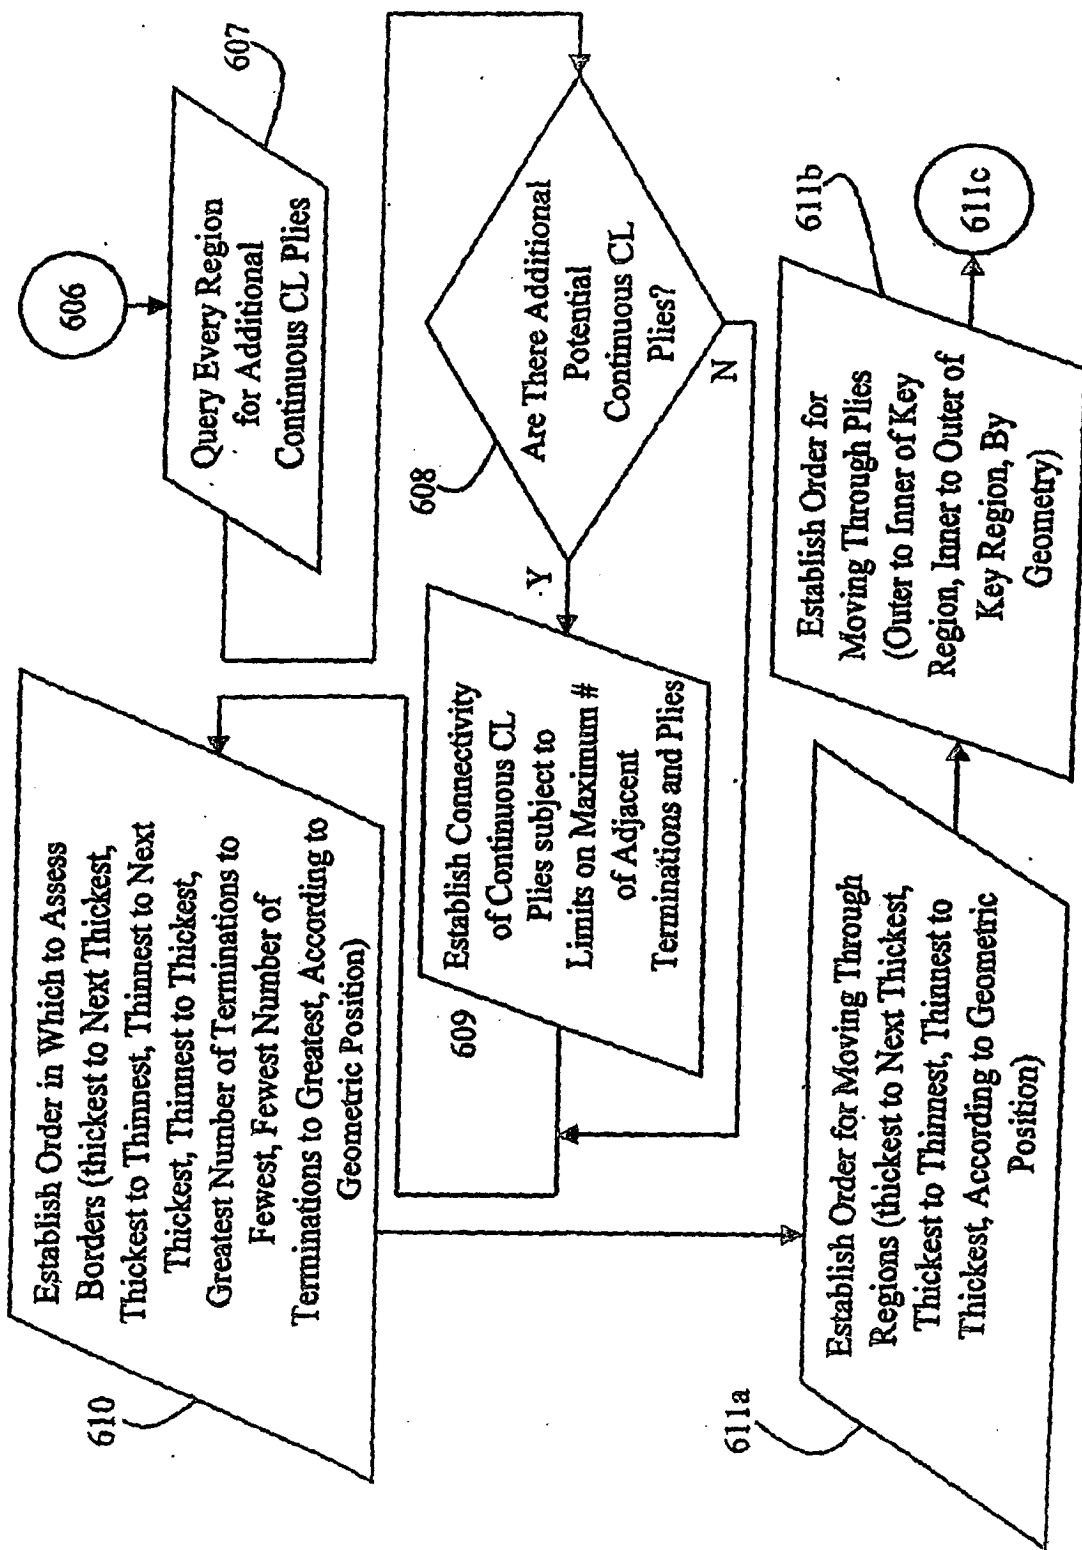 606
607
Query Every Region
for Additional
Continuous CL Plies
608
Are There Additional
Potential
Continuous CL
Plies?
Y
N
609
Establish Connectivity
of Continuous CL
Plies subject to
Limits on Maximum #
of Adjacent
Terminations and Plies
610
Establish Order in Which to Assess
Borders (thickest to Next Thickest,
Thickest to Thinnest, Thinnest to Next
Thickest, Thinnest to Thickest,
Greatest Number of Terminations to
Fewest, Fewest Number of
Terminations to Greatest, According to
Geometric Position)
611a
Establish Order for Moving Through
Regions (thickest to Next Thickest,
Thickest to Thinnest, Thinnest to
Thickest, According to Geometric
Position)
611b
Establish Order for
Moving Through Plies
(Outer to Inner of Key
Region, Inner to Outer of
Key Region, By
Geometry)
611c